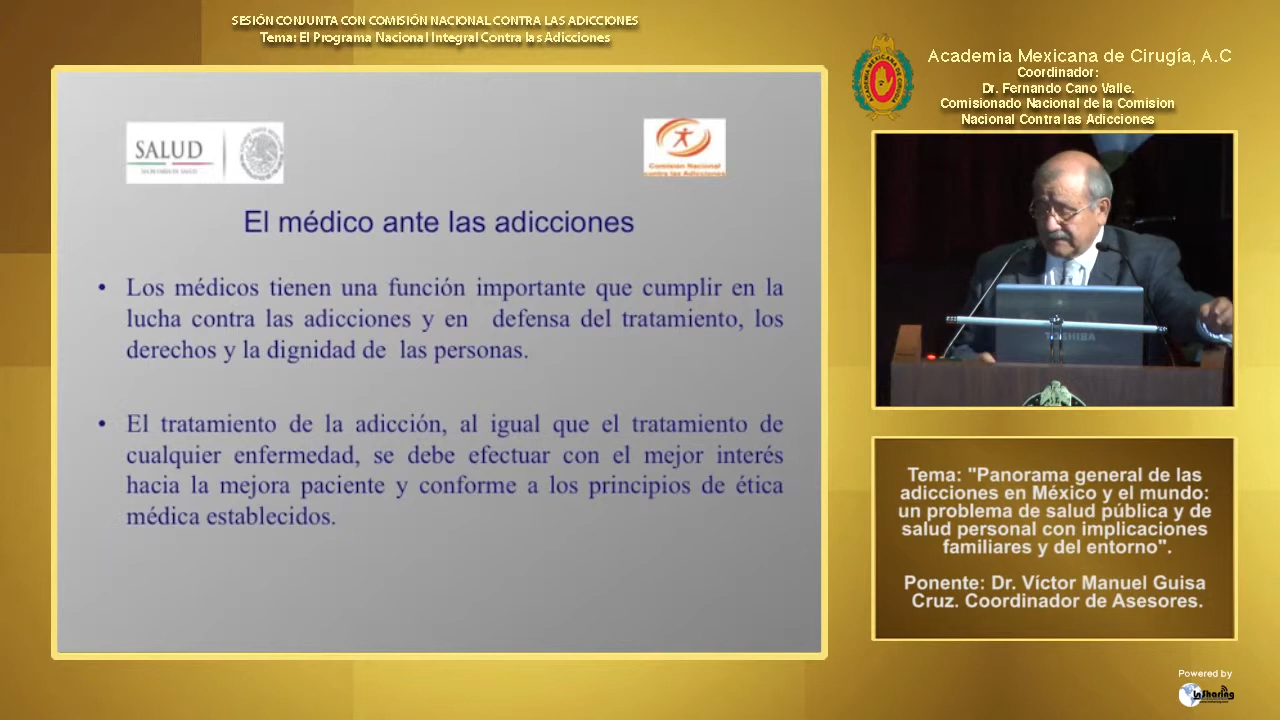 SESIÓN CONJUNTA CON COMISIÓN NACIONAL CONTRA LAS ADICCIONES
Tema: El Programa Nacional Integral Contra las Adicciones
Academia Mexicana de Cirugía, A.C
Coordinador:
Dr. Fernando Cano Valle.
Comisionado Nacional de la Comision
Nacional Contra las Adicciones
SALUD
SECRETARÍA DE SALUD
Comisión Nacional
contra las Adicciones
El médico ante las adicciones
• Los médicos tienen una función importante que cumplir en la
lucha contra las adicciones y en defensa del tratamiento, los
derechos y la dignidad de las personas.
• El tratamiento de la adicción, al igual que el tratamiento de
cualquier enfermedad, se debe efectuar con el mejor interés
hacia la mejora paciente y conforme a los principios de ética
médica establecidos.
TOSHIBA
Tema: "Panorama general de las
adicciones en México y el mundo:
un problema de salud pública y de
salud personal con implicaciones
familiares y del entorno".
Ponente: Dr. Víctor Manuel Guisa
Cruz. Coordinador de Asesores.
Powered by
InSharing